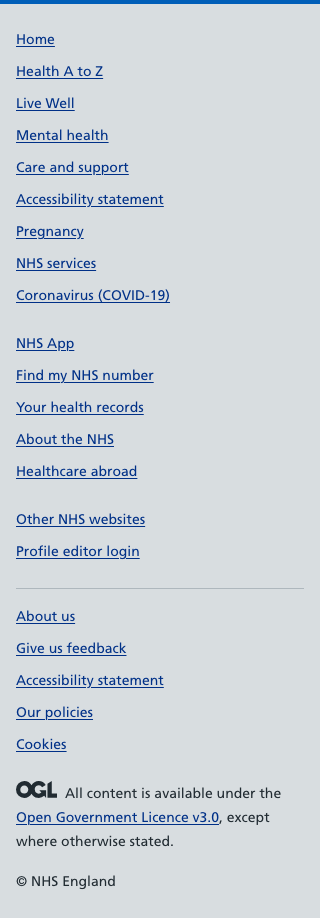 Home
Health A to Z
Live Well
Mental health
Care and support
Accessibility statement
Pregnancy
NHS services
Coronavirus (COVID-19)
NHS App
Find my NHS number
Your health records
About the NHS
Healthcare abroad
Other NHS websites
Profile editor login
About us
Give us feedback
Accessibility statement
Our policies
Cookies
OGL All content is available under the
Open Government Licence v3.0, except
where otherwise stated.
© NHS England